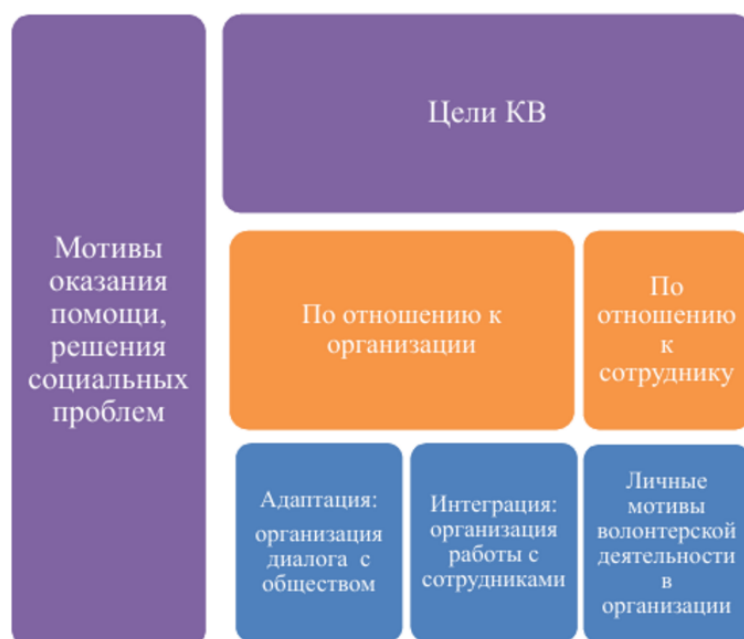 Цели КВ
Мотивы
оказания
помощи,
решения
социальных
проблем
По отношению к
организации
По
отношению
к
сотруднику
Адаптация:
организация
диалога с
обществом
Интеграция:
организация
работы с
сотрудниками
Личные
мотивы
волонтерской
деятельности
в
организации